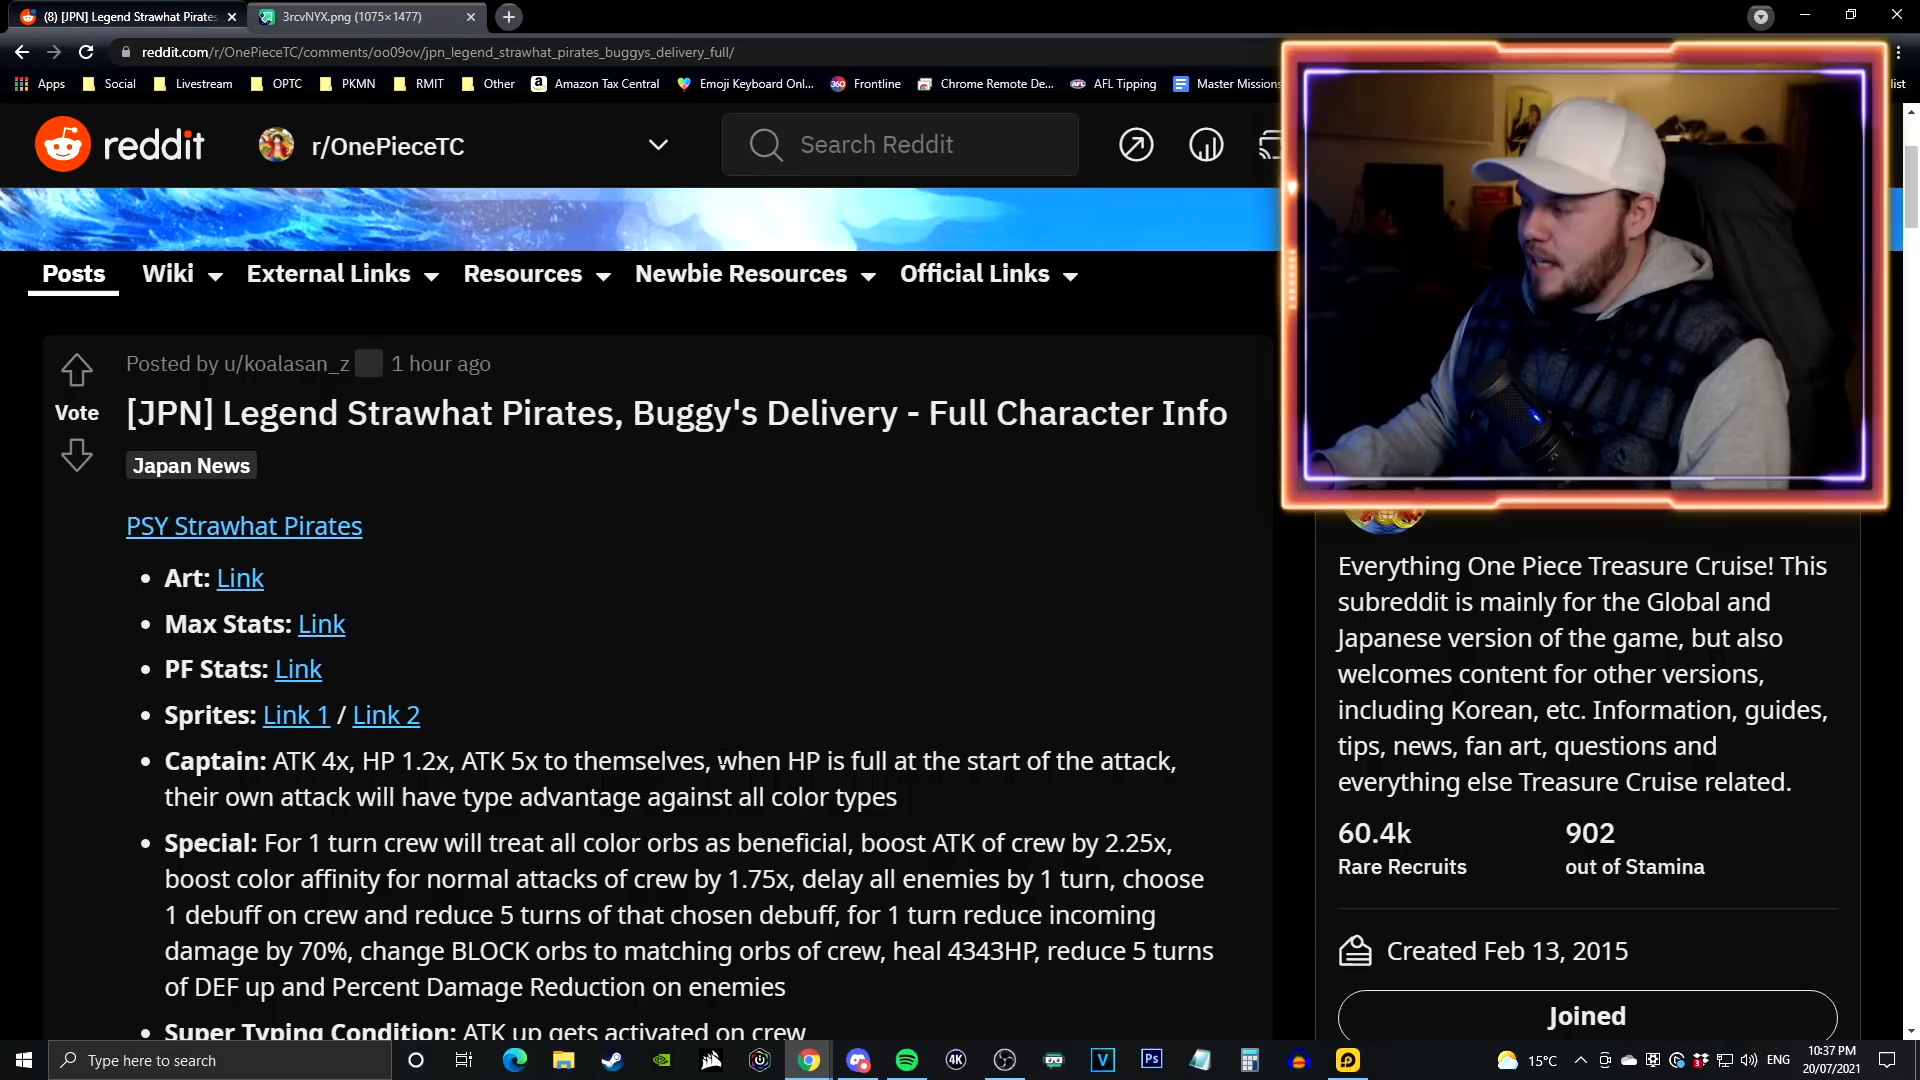 (8) [JPN] Legend Strawhat Pirates
3rcvNYX.png (1075×1477)
reddit.com/r/OnePieceTC/comments/oo09ov/jpn_legend_strawhat_pirates_buggys_delivery_full/
Apps Social Livestream OPTC PKMN RMIT Other Amazon Tax Central Emoji Keyboard Onl... Frontline Chrome Remote De... AFL Tipping Master Missions list
reddit r/OnePieceTC Search Reddit
Posts Wiki External Links Resources Newbie Resources Official Links
Posted by u/koalasan_z 1 hour ago
Vote
[JPN] Legend Strawhat Pirates, Buggy's Delivery - Full Character Info
Japan News
PSY Strawhat Pirates
• Art: Link
• Max Stats: Link
• PF Stats: Link
• Sprites: Link 1 / Link 2
• Captain: ATK 4x, HP 1.2x, ATK 5x to themselves, when HP is full at the start of the attack,
their own attack will have type advantage against all color types
• Special: For 1 turn crew will treat all color orbs as beneficial, boost ATK of crew by 2.25x,
boost color affinity for normal attacks of crew by 1.75x, delay all enemies by 1 turn, choose
1 debuff on crew and reduce 5 turns of that chosen debuff, for 1 turn reduce incoming
damage by 70%, change BLOCK orbs to matching orbs of crew, heal 4343HP, reduce 5 turns
of DEF up and Percent Damage Reduction on enemies
• Super Typing Condition: ATK up gets activated on crew
Everything One Piece Treasure Cruise! This
subreddit is mainly for the Global and
Japanese version of the game, but also
welcomes content for other versions,
including Korean, etc. Information, guides,
tips, news, fan art, questions and
everything else Treasure Cruise related.
60.4k 902
Rare Recruits out of Stamina
Created Feb 13, 2015
Joined
Type here to search
4K
V
Ps
15°C
ENG
10:37 PM
20/07/2021